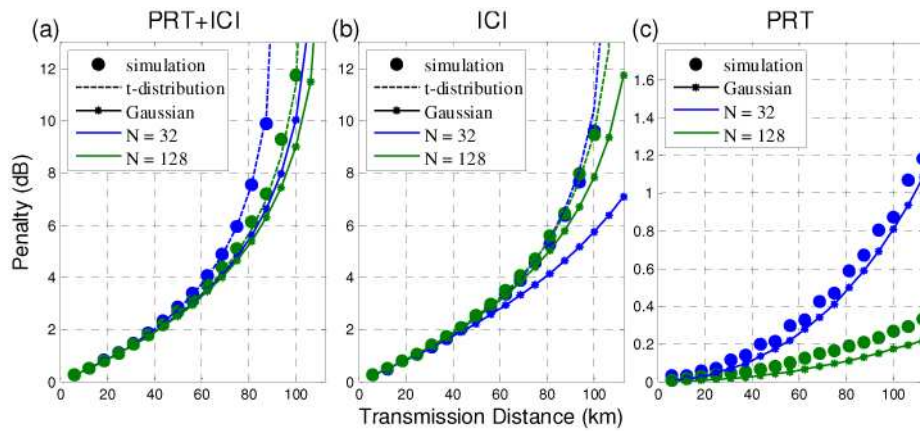 PRT+ICI
ICI
PRT
(a)
(b)
(c)
12
10
8
6
4
2
0
simulation
t-distribution
Gaussian
N = 32
N = 128
12
10
8
6
4
2
0
simulation
t-distribution
Gaussian
N = 32
N = 128
1.6
1.4
1.2
1
0.8
0.6
0.4
0.2
0
simulation
Gaussian
N = 32
N = 128
Penalty (dB)
0 20 40 60 80 100
0 20 40 60 80 100
0 20 40 60 80 100
Transmission Distance (km)